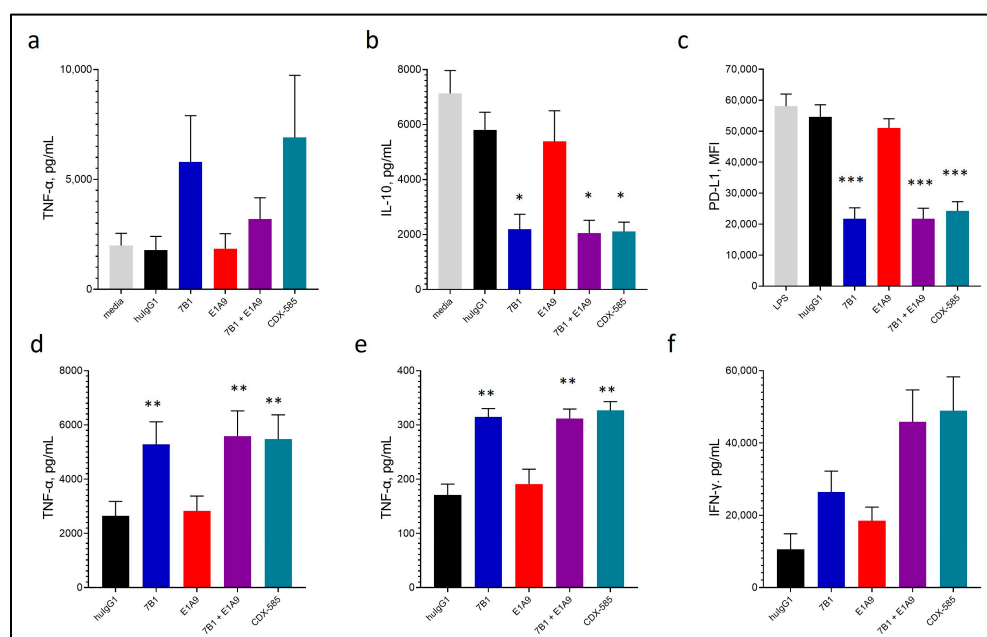 a
TNF-α, pg/mL
10,000
5,000
0
media
huIgG1
7B1
E1A9
7B1 + E1A9
CDX-585
b
IL-10, pg/mL
8000
6000
4000
2000
0
*
*
*
media
huIgG1
7B1
E1A9
7B1 + E1A9
CDX-585
c
PD-L1, MFI
70,000
60,000
50,000
40,000
30,000
20,000
10,000
0
***
***
***
LPS
huIgG1
7B1
E1A9
7B1 + E1A9
CDX-585
d
TNF-α, pg/mL
8000
6000
4000
2000
0
**
**
**
huIgG1
7B1
E1A9
7B1 + E1A9
CDX-585
e
TNF-α, pg/mL
400
300
200
100
0
**
**
**
huIgG1
7B1
E1A9
7B1 + E1A9
CDX-585
f
IFN-γ. pg/mL
60,000
40,000
20,000
0
huIgG1
7B1
E1A9
7B1 + E1A9
CDX-585